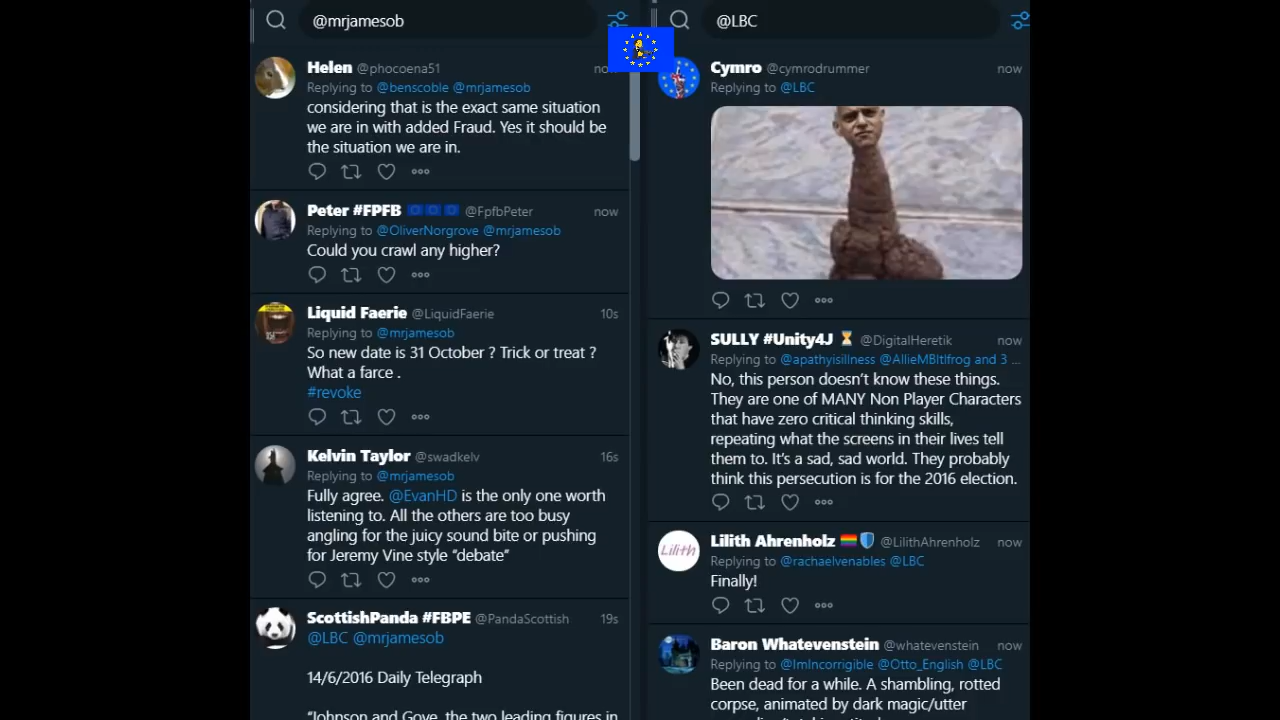 @mrjamesob
Helen @phocoena51 now
Replying to @benscoble @mrjamesob
considering that is the exact same situation
we are in with added Fraud. Yes it should be
the situation we are in.
Peter #FPFB @FpfbPeter now
Replying to @OliverNorgrove @mrjamesob
Could you crawl any higher?
Liquid Faerie @LiquidFaerie 10s
Replying to @mrjamesob
So new date is 31 October ? Trick or treat ?
What a farce .
#revoke
Kelvin Taylor @swadkelv 16s
Replying to @mrjamesob
Fully agree. @EvanHD is the only one worth
listening to. All the others are too busy
angling for the juicy sound bite or pushing
for Jeremy Vine style “debate”
ScottishPanda #FBPE @PandaScottish 19s
@LBC @mrjamesob
14/6/2016 Daily Telegraph
“Johnson and Gove, the two leading figures in
@LBC
Cymro @cymrodrummer now
Replying to @LBC
SULLY #Unity4J ⏳ @DigitalHeretik now
Replying to @apathyisillness @AllieMBltlfrog and 3 ...
No, this person doesn’t know these things.
They are one of MANY Non Player Characters
that have zero critical thinking skills,
repeating what the screens in their lives tell
them to. It’s a sad, sad world. They probably
think this persecution is for the 2016 election.
Lilith Ahrenholz @LilithAhrenholz now
Replying to @rachaelvenables @LBC
Finally!
Lilith
Baron Whatevenstein @whatevenstein now
Replying to @ImIncorrigible @Otto_English @LBC
Been dead for a while. A shambling, rotted
corpse, animated by dark magic/utter